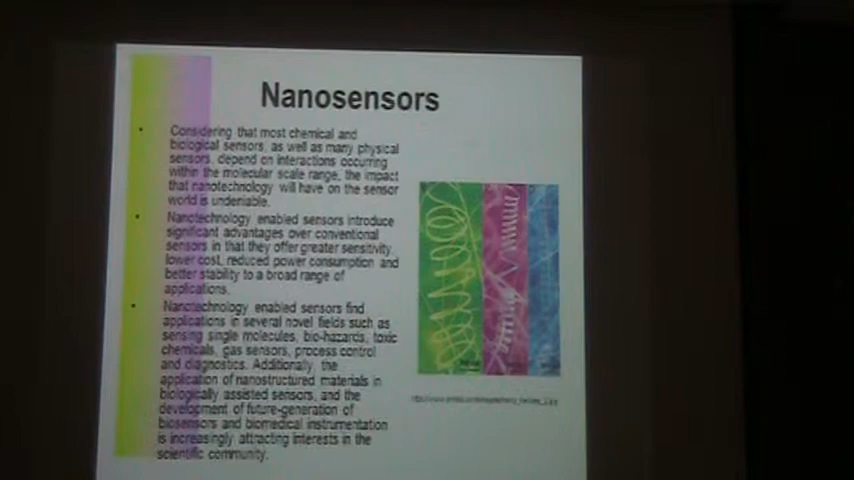 Nanosensors
• Considering that most chemical and
biological sensors, as well as many physical
sensors, depend on interactions occurring
within the molecular scale range, the impact
that nanotechnology will have on the sensor
world is undeniable.
• Nanotechnology enabled sensors introduce
significant advantages over conventional
sensors in that they offer greater sensitivity,
lower cost, reduced power consumption and
better stability to a broad range of
applications.
• Nanotechnology enabled sensors find
applications in several novel fields such as
sensing single molecules, bio-hazards, toxic
chemicals, gas sensors, process control
and diagnostics. Additionally, the
application of nanostructured materials in
biologically assisted sensors, and the
development of future-generation of
biosensors and biomedical instrumentation
is increasingly attracting interests in the
scientific community.